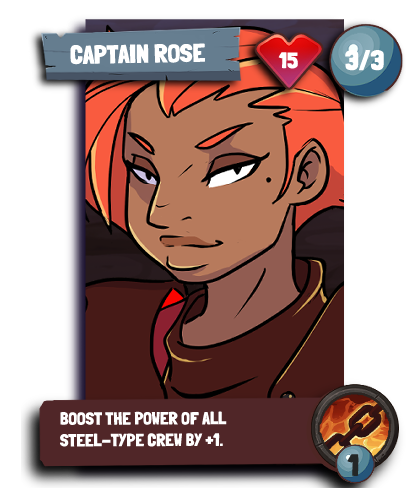 CAPTAIN ROSE
15
3/3
BOOST THE POWER OF ALL
STEEL-TYPE CREW BY +1.
1